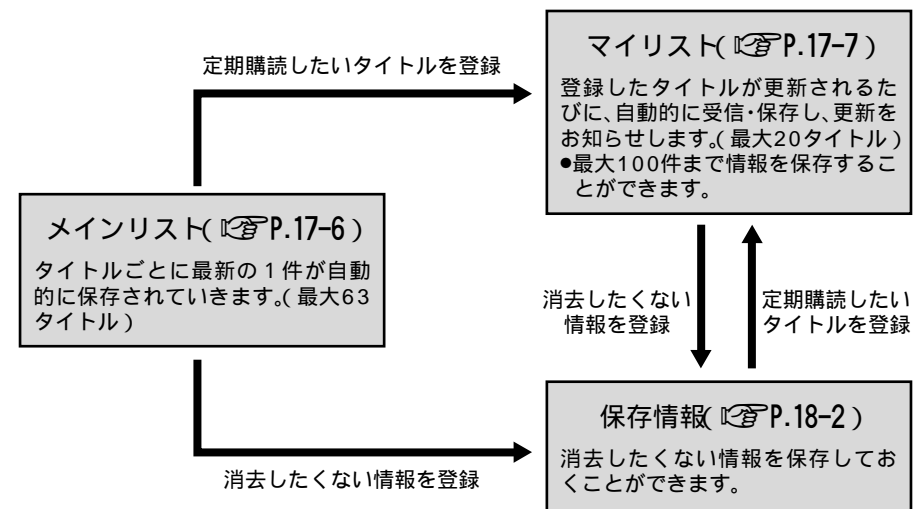 マイリスト(☞P.17-7)
登録したタイトルが更新されるた
びに､自動的に受信･保存し､更新を
お知らせします｡(最大20タイトル)
●最大100件まで情報を保存するこ
とができます。
定期購読したいタイトルを登録
メインリスト(☞P.17-6)
タイトルごとに最新の1件が自動
的に保存されていきます｡(最大63
タイトル)
消去したくない
情報を登録
定期購読したい
タイトルを登録
保存情報(☞P.18-2)
消去したくない情報を保存してお
くことができます。
消去したくない情報を登録